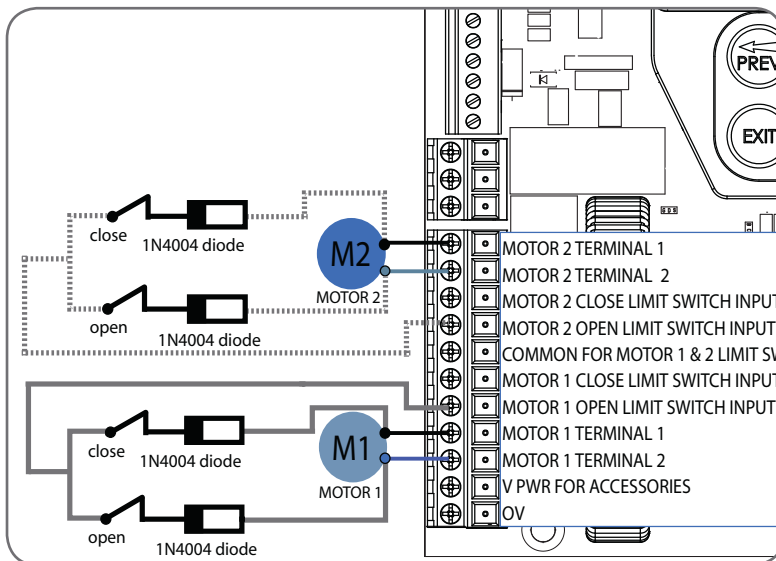 PREV
EXIT
close
1N4004 diode
M2
MOTOR 2
open
1N4004 diode
MOTOR 2 TERMINAL 1
MOTOR 2 TERMINAL 2
MOTOR 2 CLOSE LIMIT SWITCH INPUT
MOTOR 2 OPEN LIMIT SWITCH INPUT
COMMON FOR MOTOR 1 & 2 LIMIT SW
MOTOR 1 CLOSE LIMIT SWITCH INPUT
MOTOR 1 OPEN LIMIT SWITCH INPUT
MOTOR 1 TERMINAL 1
MOTOR 1 TERMINAL 2
V PWR FOR ACCESSORIES
OV
close
1N4004 diode
M1
MOTOR 1
open
1N4004 diode